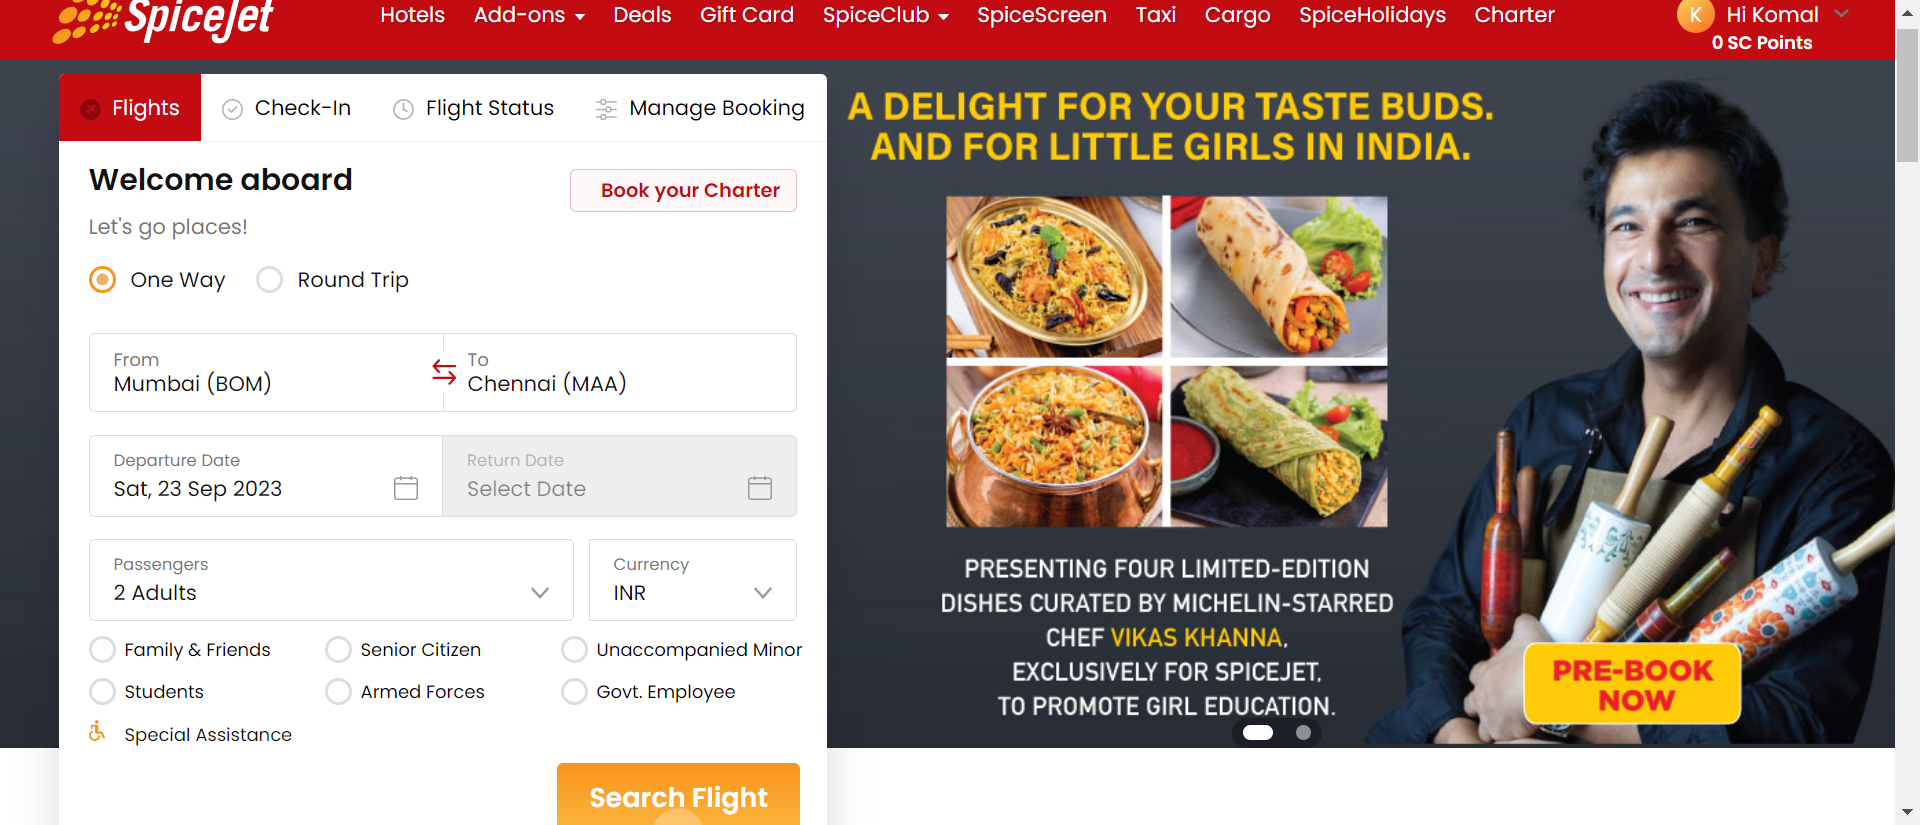 SpiceJet
Hotels Add-ons Deals Gift Card SpiceClub SpiceScreen Taxi Cargo SpiceHolidays Charter
K Hi Komal
0 SC Points
Flights Check-In Flight Status Manage Booking
Welcome aboard
Book your Charter
Let's go places!
One Way Round Trip
From To
Mumbai (BOM) Chennai (MAA)
Departure Date Return Date
Sat, 23 Sep 2023 Select Date
Passengers Currency
2 Adults INR
Family & Friends Senior Citizen Unaccompanied Minor
Students Armed Forces Govt. Employee
Special Assistance
Search Flight
A DELIGHT FOR YOUR TASTE BUDS.
AND FOR LITTLE GIRLS IN INDIA.
PRESENTING FOUR LIMITED-EDITION
DISHES CURATED BY MICHELIN-STARRED
CHEF VIKAS KHANNA,
EXCLUSIVELY FOR SPICEJET,
TO PROMOTE GIRL EDUCATION.
PRE-BOOK
NOW